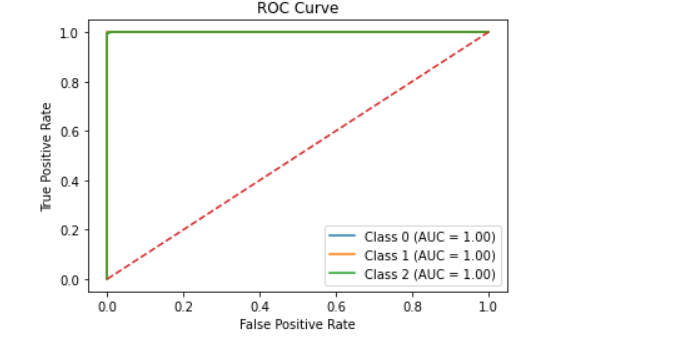 ROC Curve
1.0
0.8
0.6
0.4
0.2
0.0
True Positive Rate
Class 0 (AUC = 1.00)
Class 1 (AUC = 1.00)
Class 2 (AUC = 1.00)
0.0 0.2 0.4 0.6 0.8 1.0
False Positive Rate